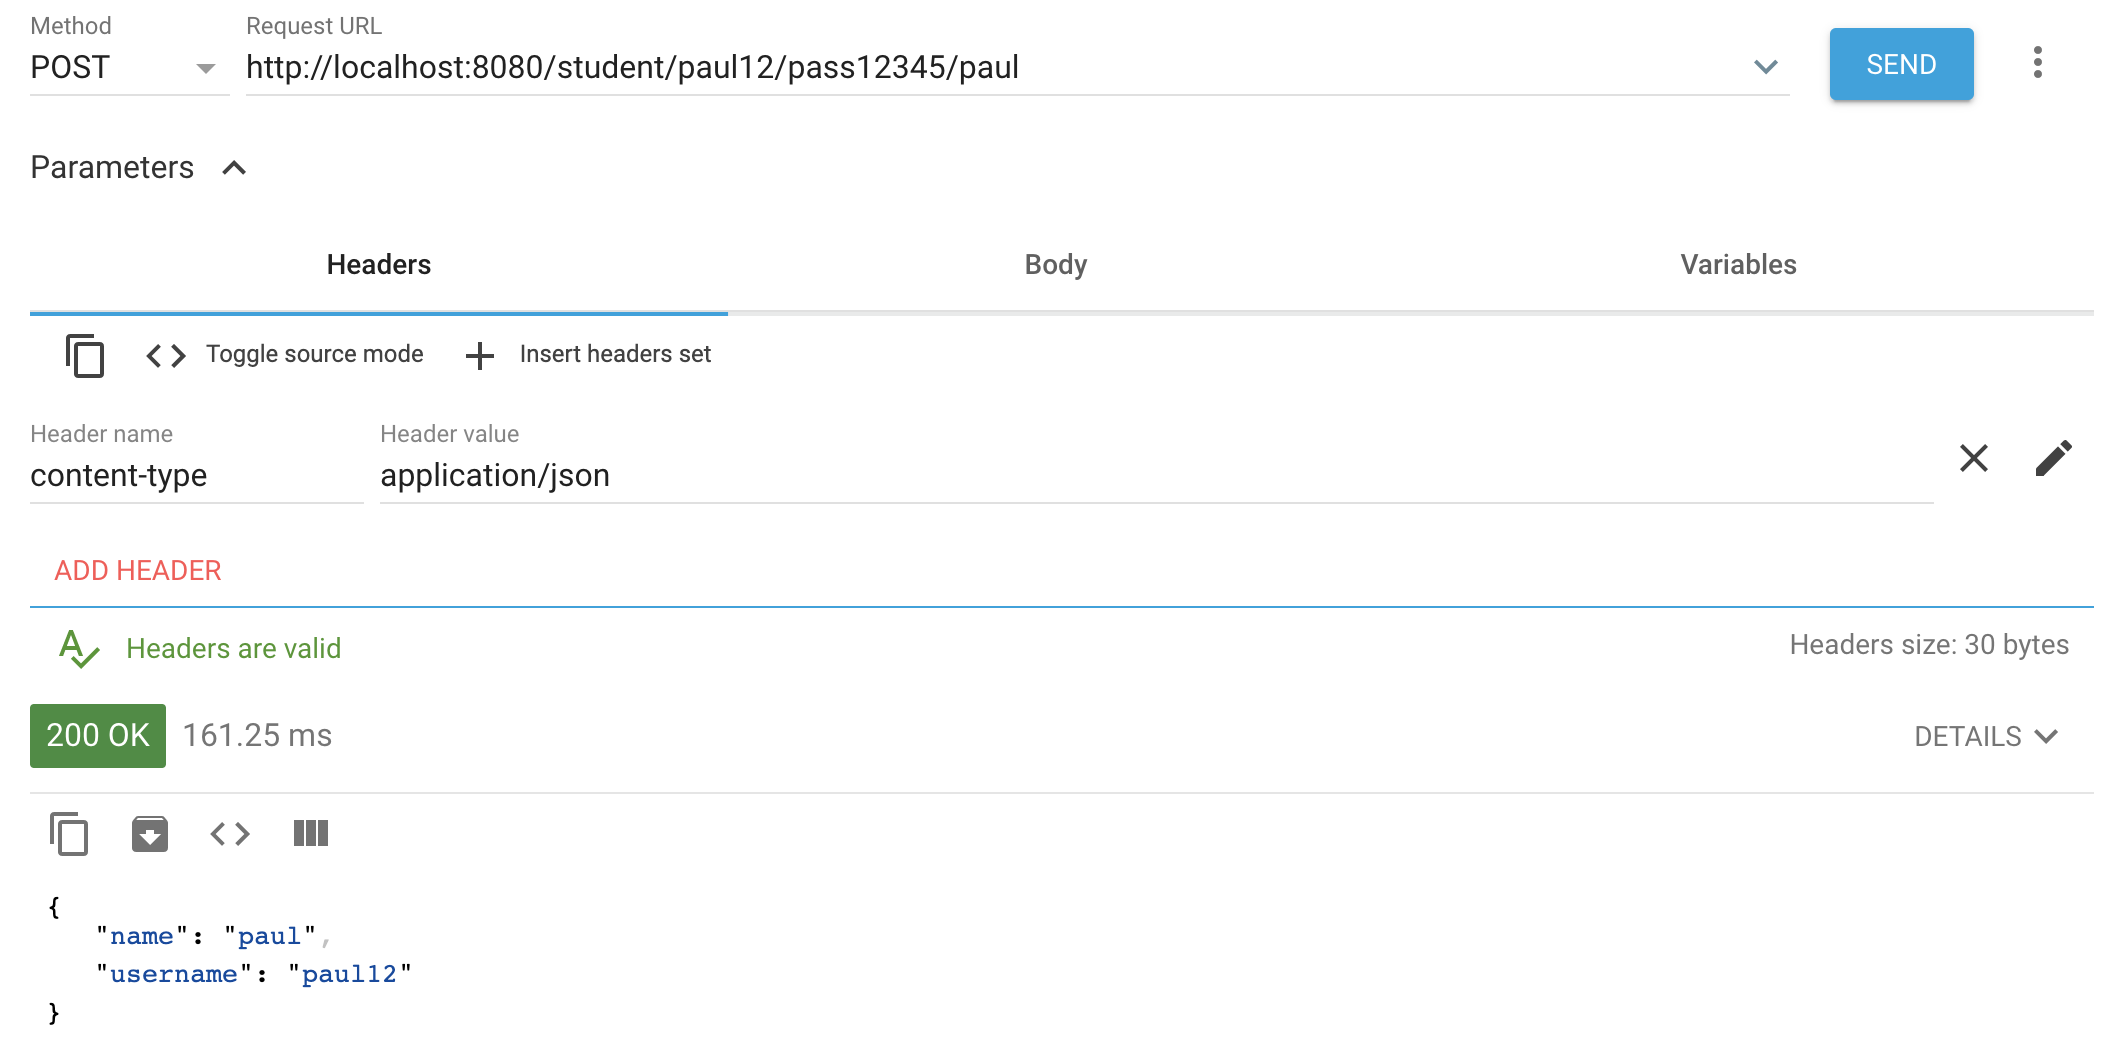 Method Request URL
POST http://localhost:8080/student/paul12/pass12345/paul SEND
Parameters
Headers Body Variables
Toggle source mode Insert headers set
Header name Header value
content-type application/json
ADD HEADER
Headers are valid Headers size: 30 bytes
200 OK 161.25 ms DETAILS
{
"name": "paul",
"username": "paul12"
}